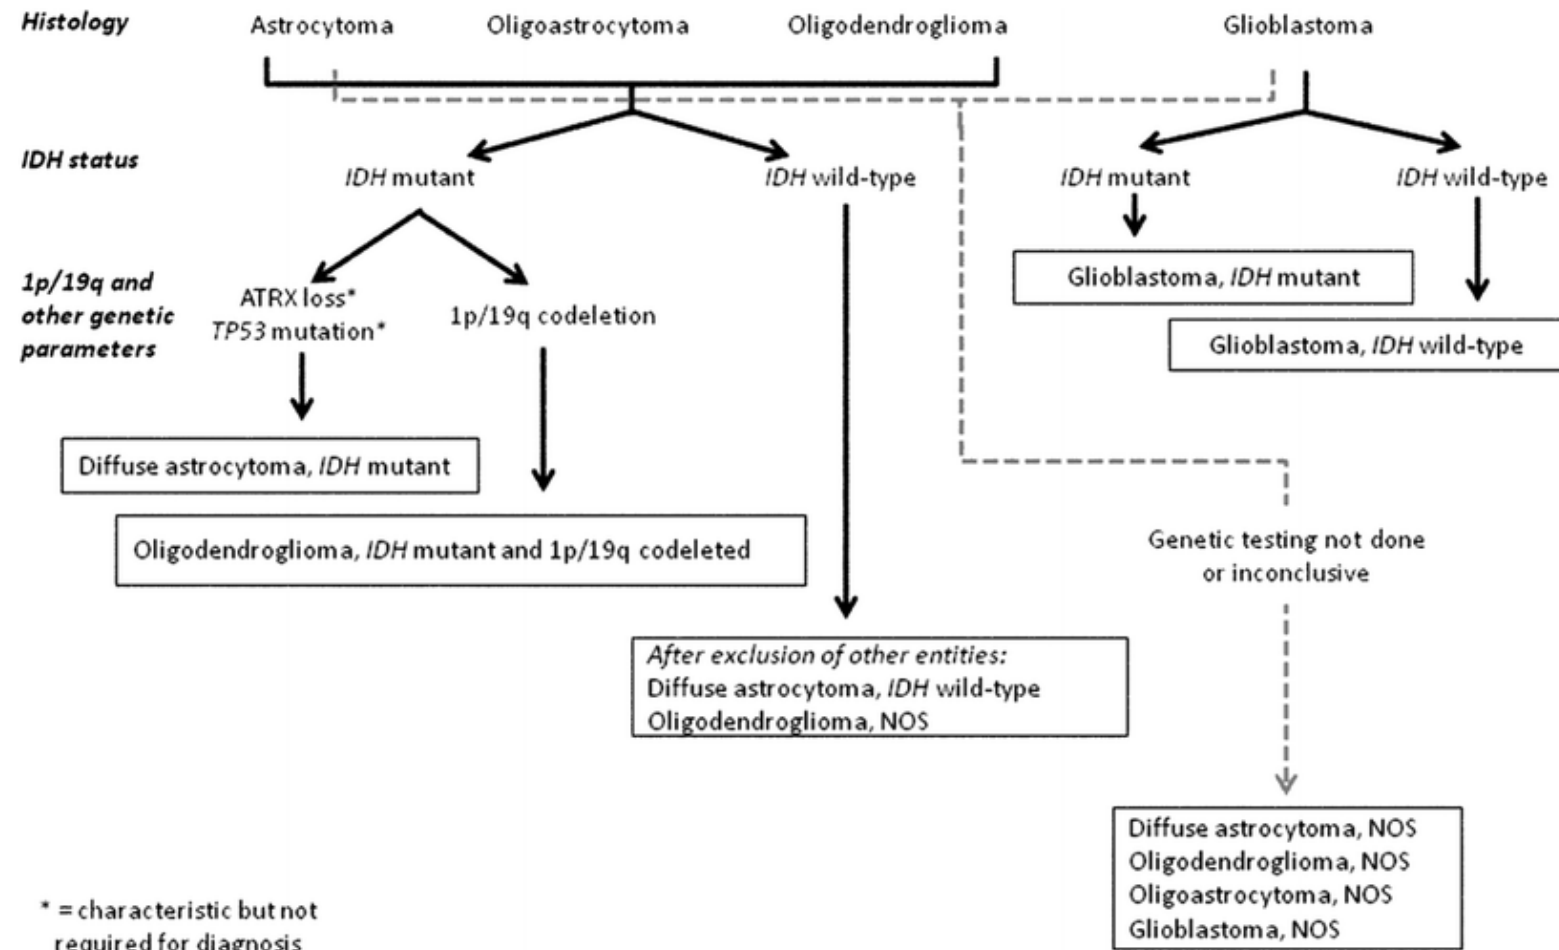 Histology
Astrocytoma
Oligoastrocytoma
Oligodendroglioma
Glioblastoma
IDH status
IDH mutant
IDH wild-type
IDH mutant
IDH wild-type
1p/19q and
other genetic
parameters
ATRX loss*
TP53 mutation*
1p/19q codeletion
Glioblastoma, IDH mutant
Glioblastoma, IDH wild-type
Diffuse astrocytoma, IDH mutant
Oligodendroglioma, IDH mutant and 1p/19q codeleted
Genetic testing not done
or inconclusive
After exclusion of other entities:
Diffuse astrocytoma, IDH wild-type
Oligodendroglioma, NOS
Diffuse astrocytoma, NOS
Oligodendroglioma, NOS
Oligoastrocytoma, NOS
Glioblastoma, NOS
* = characteristic but not
required for diagnosis